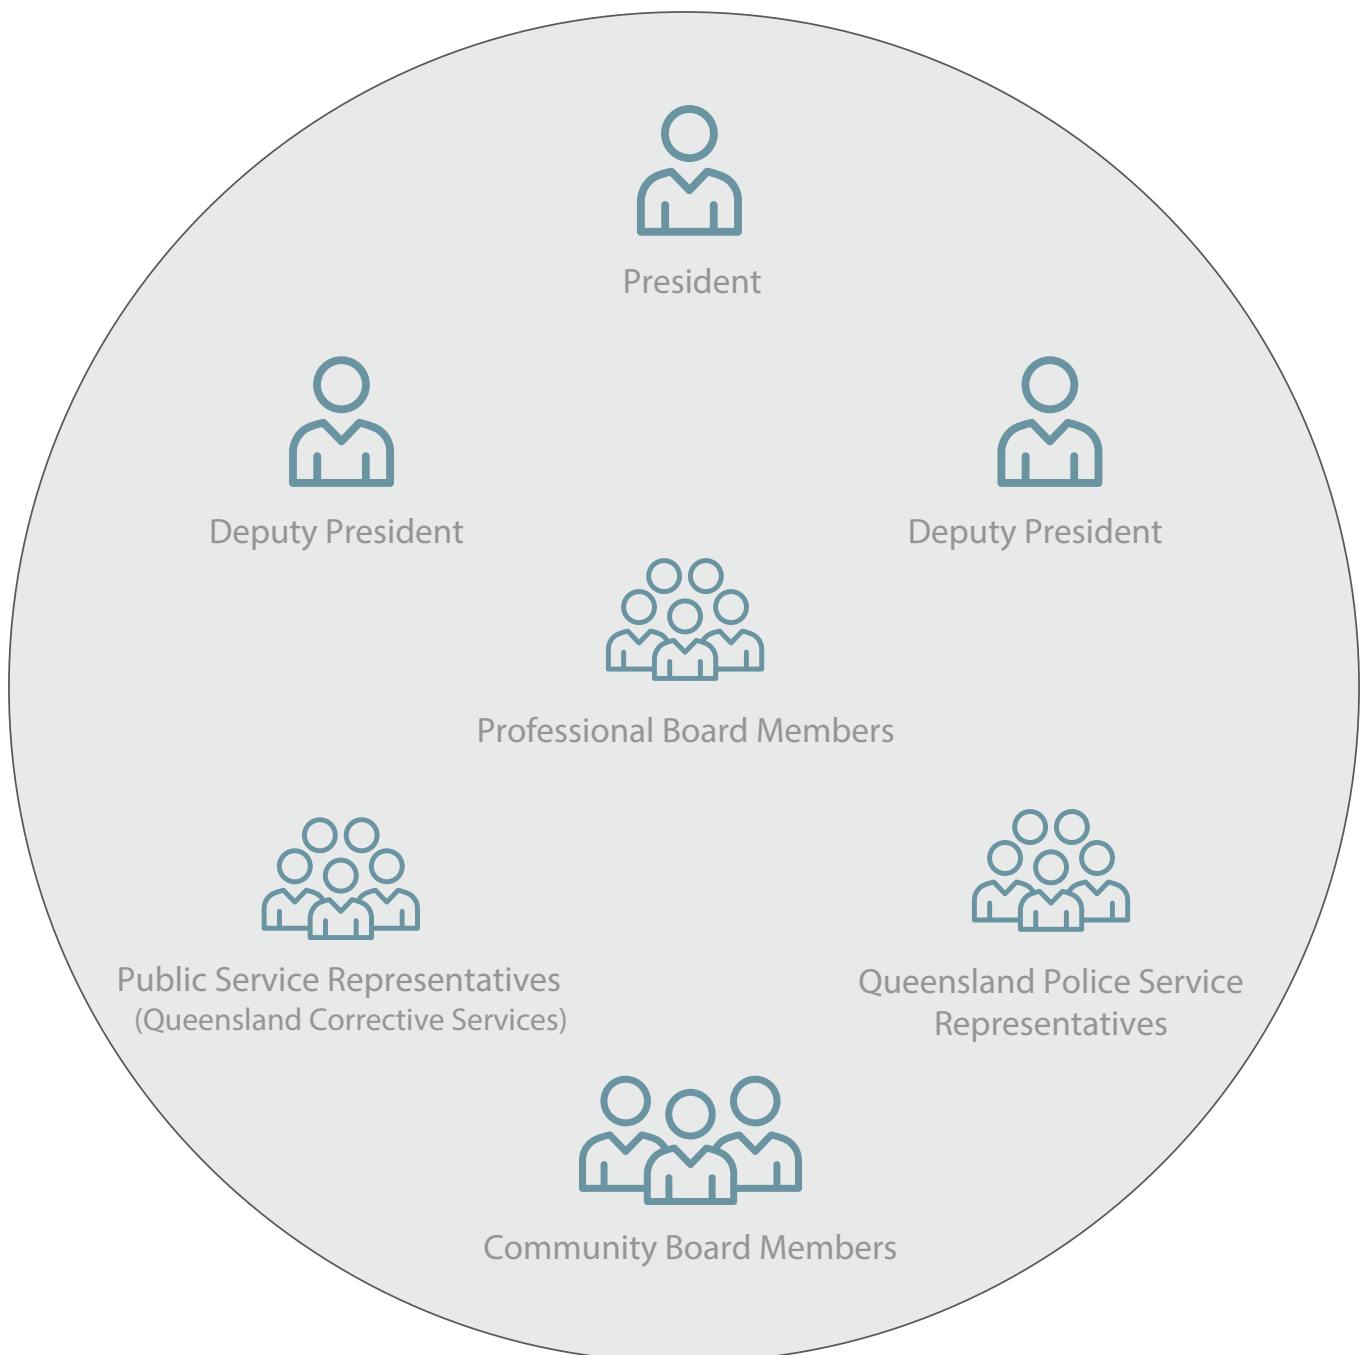 President
Deputy President
Deputy President
Professional Board Members
Public Service Representatives
(Queensland Corrective Services)
Queensland Police Service
Representatives
Community Board Members